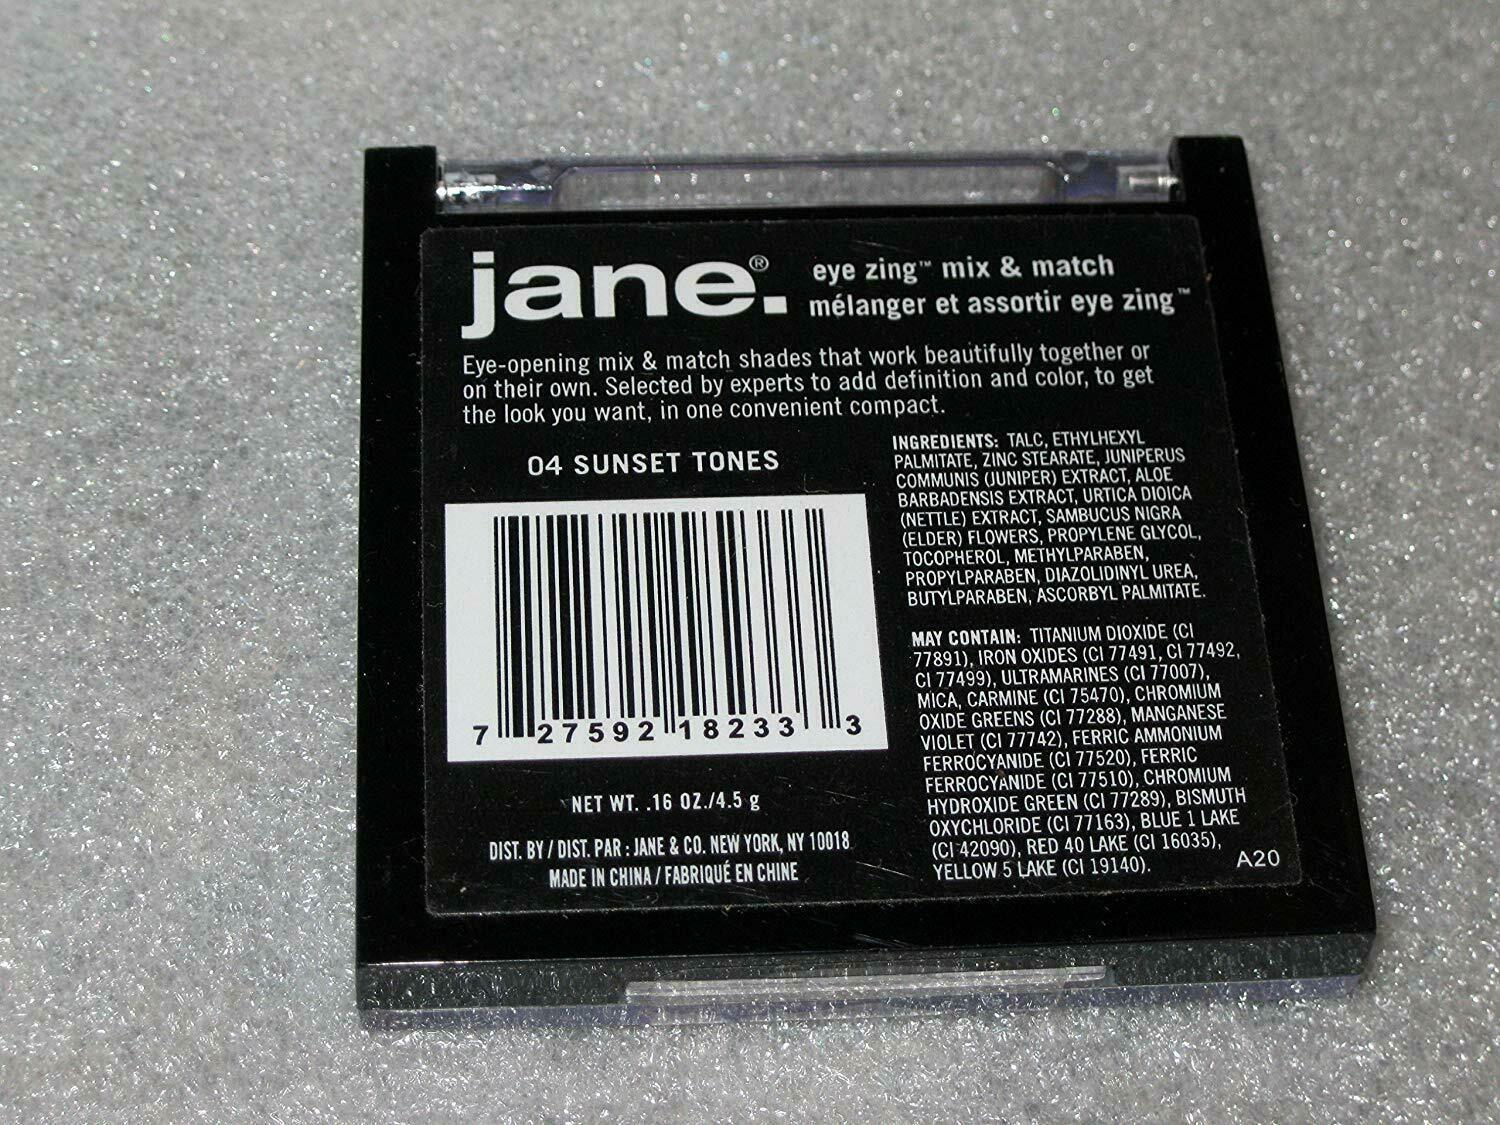 jane.®
eye zing™ mix & match
mélanger et assortir eye zing™
Eye-opening mix & match shades that work beautifully together or
on their own. Selected by experts to add definition and color, to get
the look you want, in one convenient compact.
04 SUNSET TONES
7 27592 18233 3
NET WT. .16 OZ./4.5 g
DIST. BY / DIST. PAR : JANE & CO. NEW YORK, NY 10018
MADE IN CHINA / FABRIQUÉ EN CHINE
INGREDIENTS: TALC, ETHYLHEXYL
PALMITATE, ZINC STEARATE, JUNIPERUS
COMMUNIS (JUNIPER) EXTRACT, ALOE
BARBADENSIS EXTRACT, URTICA DIOICA
(NETTLE) EXTRACT, SAMBUCUS NIGRA
(ELDER) FLOWERS, PROPYLENE GLYCOL,
TOCOPHEROL, METHYLPARABEN,
PROPYLPARABEN, DIAZOLIDINYL UREA,
BUTYLPARABEN, ASCORBYL PALMITATE.
MAY CONTAIN: TITANIUM DIOXIDE (CI
77891), IRON OXIDES (CI 77491, CI 77492,
CI 77499), ULTRAMARINES (CI 77007),
MICA, CARMINE (CI 75470), CHROMIUM
OXIDE GREENS (CI 77288), MANGANESE
VIOLET (CI 77742), FERRIC AMMONIUM
FERROCYANIDE (CI 77520), FERRIC
FERROCYANIDE (CI 77510), CHROMIUM
HYDROXIDE GREEN (CI 77289), BISMUTH
OXYCHLORIDE (CI 77163), BLUE 1 LAKE
(CI 42090), RED 40 LAKE (CI 16035),
YELLOW 5 LAKE (CI 19140).
A20